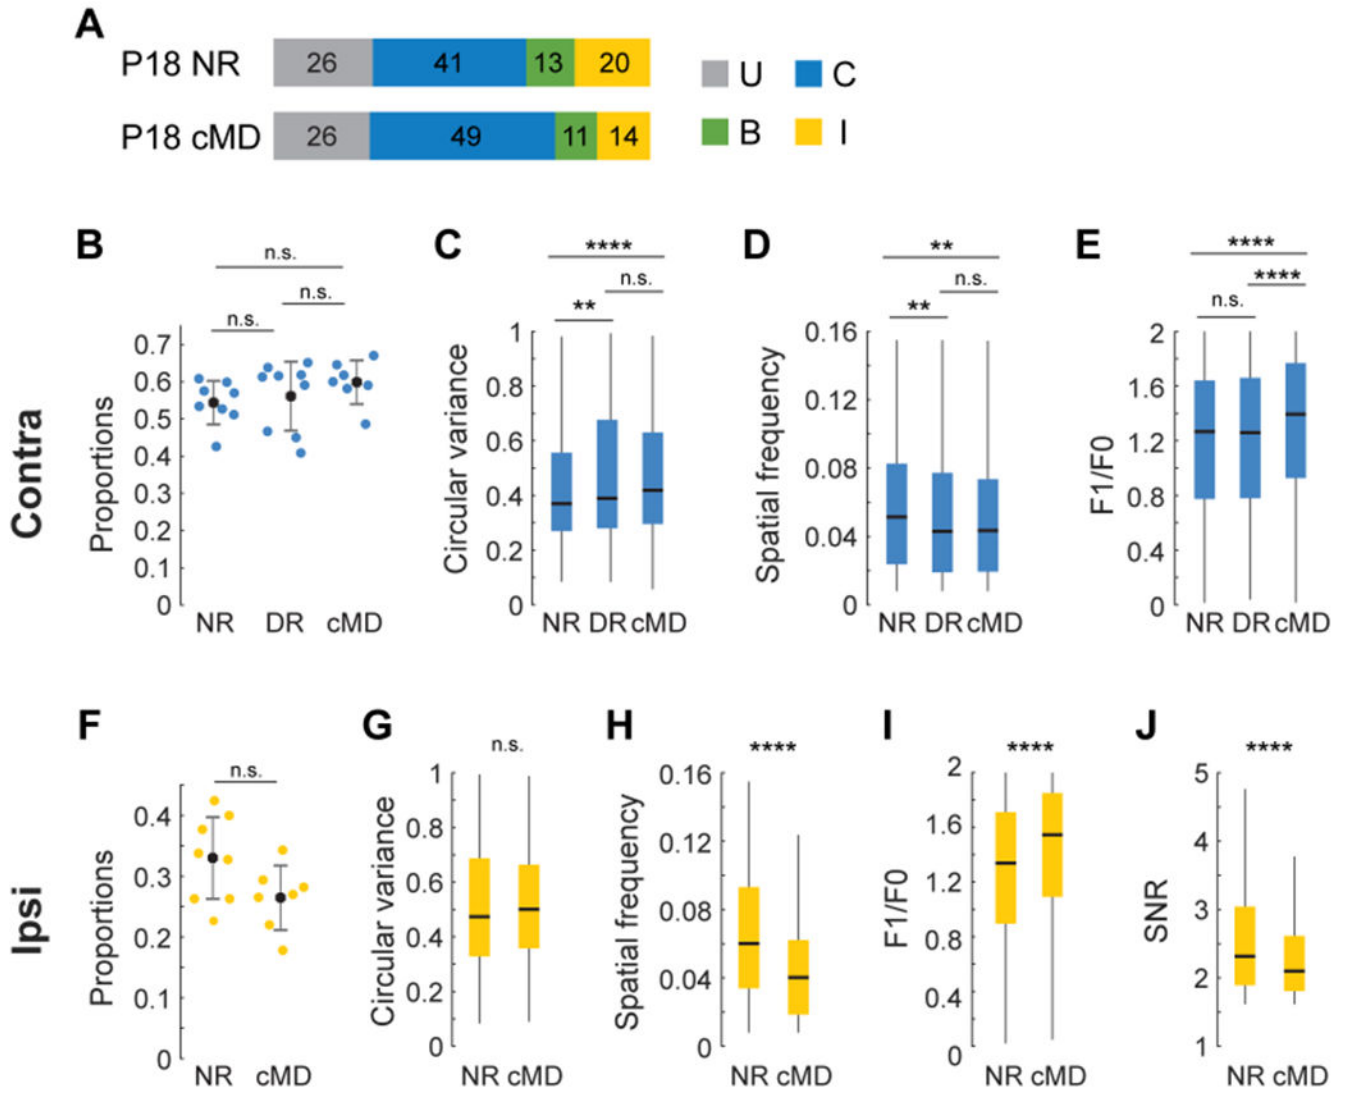 A
P18 NR 26 41 13 20
P18 cMD 26 49 11 14
U C
B I
Contra
B
n.s.
n.s.
n.s.
Proportions
0.7
0.6
0.5
0.4
0.3
0.2
0.1
0
NR DR cMD
C
****
n.s.
**
Circular variance
1
0.8
0.6
0.4
0.2
0
NR DR cMD
D
**
n.s.
**
Spatial frequency
0.16
0.12
0.08
0.04
0
NR DR cMD
E
****
****
n.s.
F1/F0
2
1.6
1.2
0.8
0.4
0
NR DR cMD
Ipsi
F
n.s.
Proportions
0.4
0.3
0.2
0.1
0
NR cMD
G
n.s.
Circular variance
1
0.8
0.6
0.4
0.2
0
NR cMD
H
****
Spatial frequency
0.16
0.12
0.08
0.04
0
NR cMD
I
****
F1/F0
2
1.6
1.2
0.8
0.4
0
NR cMD
J
****
SNR
5
4
3
2
1
NR cMD